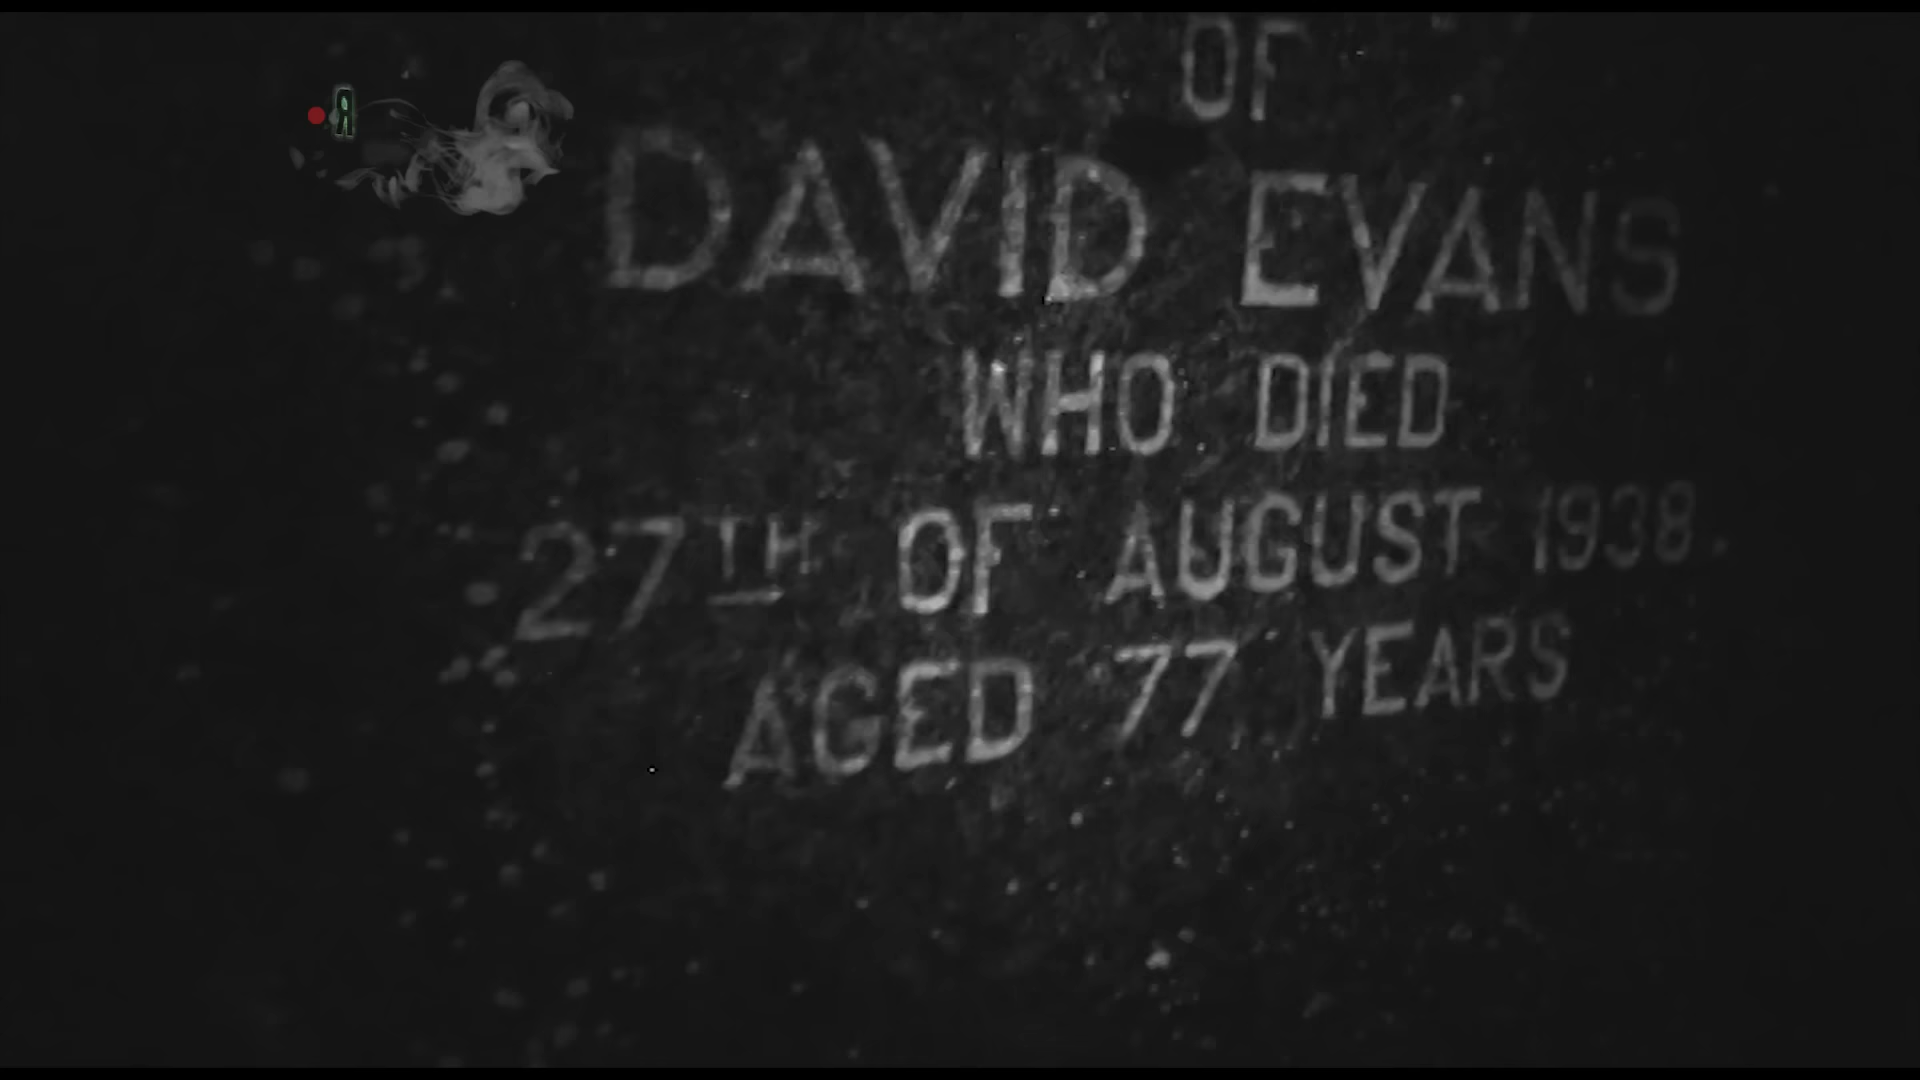 OF
DAVID EVANS
WHO DIED
27TH OF AUGUST 1938.
AGED 77 YEARS